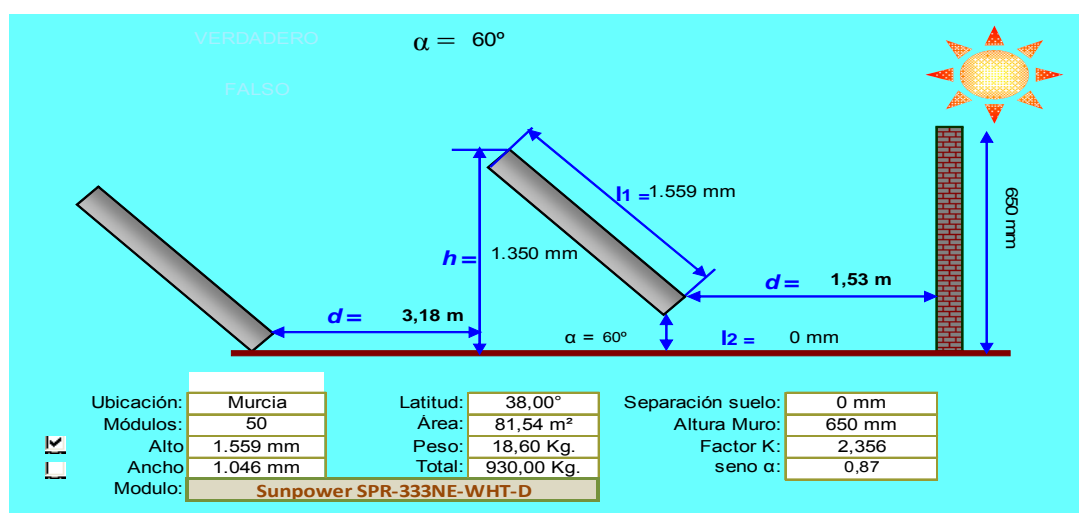 VERDADERO
α = 60º
FALSO
l1 = 1.559 mm
650 mm
h = 1.350 mm
d = 1,53 m
d = 3,18 m
α = 60º
l2 = 0 mm
Ubicación: Murcia Latitud: 38,00° Separación suelo: 0 mm
Módulos: 50 Área: 81,54 m² Altura Muro: 650 mm
Alto 1.559 mm Peso: 18,60 Kg. Factor K: 2,356
Ancho 1.046 mm Total: 930,00 Kg. seno α: 0,87
Modulo: Sunpower SPR-333NE-WHT-D